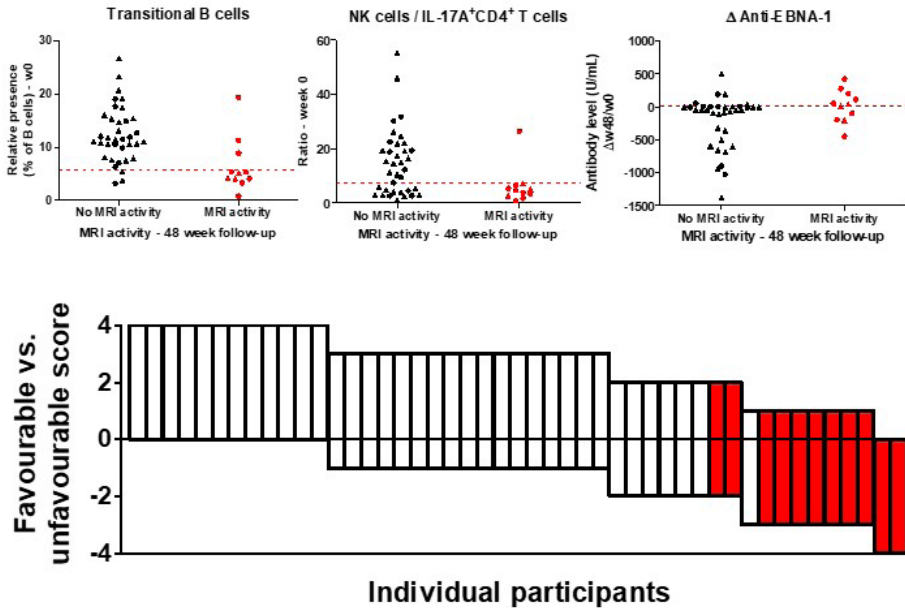 Transitional B cells
Relative presence
(% of B cells) - w0
30
20
10
0
No MRI activity
MRI activity
MRI activity - 48 week follow-up
NK cells / IL-17A⁺CD4⁺ T cells
Ratio - week 0
60
40
20
0
No MRI activity
MRI activity
MRI activity - 48 week follow-up
Δ Anti-EBNA-1
Antibody level (U/mL)
Δw48/w0
1000
500
0
-500
-1000
-1500
No MRI activity
MRI activity
MRI activity - 48 week follow-up
Favourable vs.
unfavourable score
4
2
0
-2
-4
Individual participants